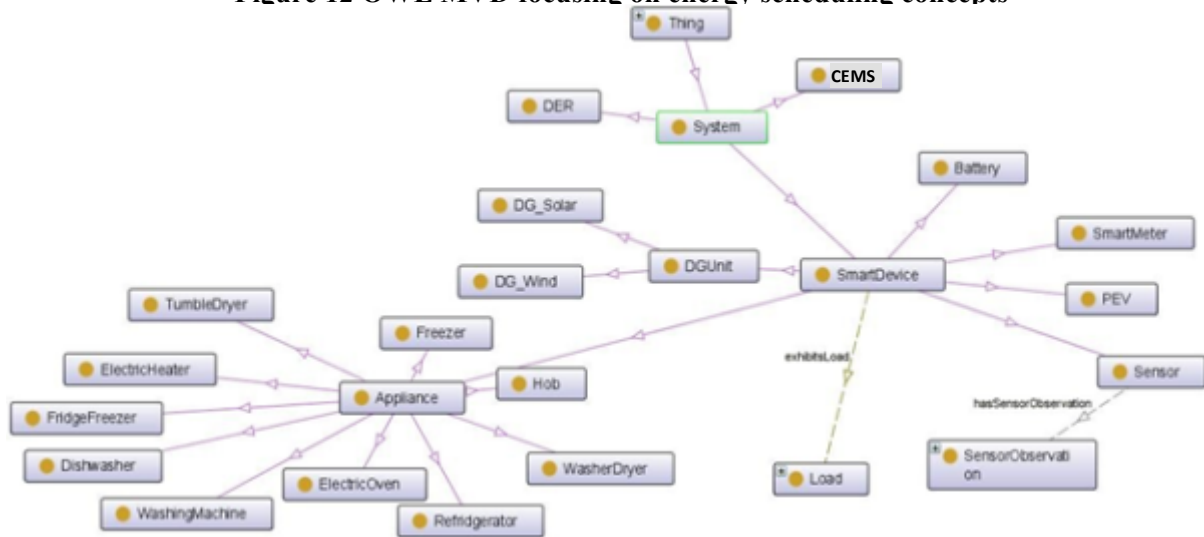 Figure 12 OWL MVD focusing on energy scheduling concepts
Thing
CEMS
DER
System
Battery
DG_Solar
SmartMeter
DGUnit
SmartDevice
DG_Wind
PEV
TumbleDryer
Freezer
exhibitsLoad
ElectricHeater
Hob
Sensor
Appliance
hasSensorObservation
FridgeFreezer
Dishwasher
WasherDryer
SensorObservati
on
Load
ElectricOven
WashingMachine
Refridgerator